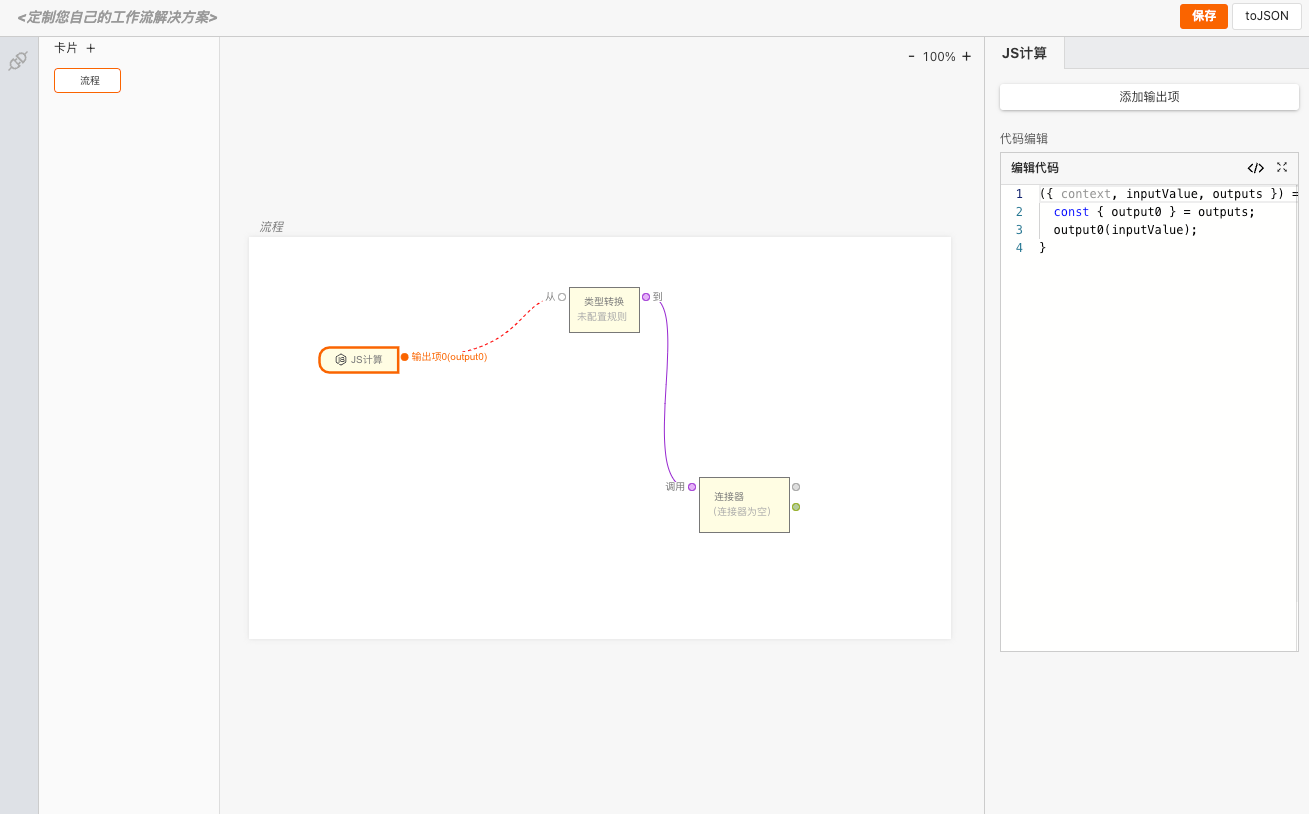 <定制您自己的工作流解决方案>
保存
toJSON
卡片 +
流程
- 100% +
流程
从
类型转换
未配置规则
到
JS计算
输出项0(output0)
调用
连接器
(连接器为空)
JS计算
添加输出项
代码编辑
编辑代码
</>
1 ({ context, inputValue, outputs }) =
2 const { output0 } = outputs;
3 output0(inputValue);
4 }